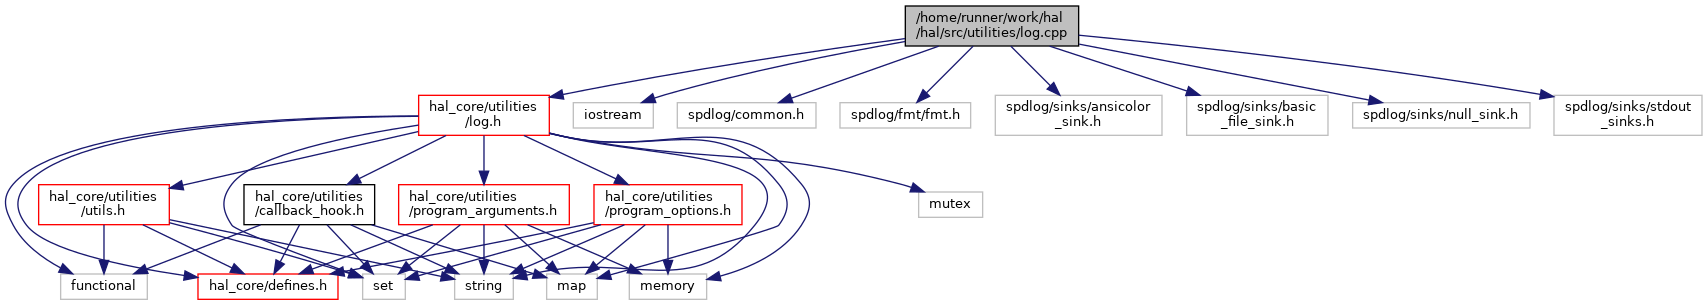 /home/runner/work/hal
/hal/src/utilities/log.cpp
hal_core/utilities
/log.h
iostream
spdlog/common.h
spdlog/fmt/fmt.h
spdlog/sinks/ansicolor
_sink.h
spdlog/sinks/basic
_file_sink.h
spdlog/sinks/null_sink.h
spdlog/sinks/stdout
_sinks.h
hal_core/utilities
/utils.h
hal_core/utilities
/callback_hook.h
hal_core/utilities
/program_arguments.h
hal_core/utilities
/program_options.h
mutex
functional
hal_core/defines.h
set
string
map
memory